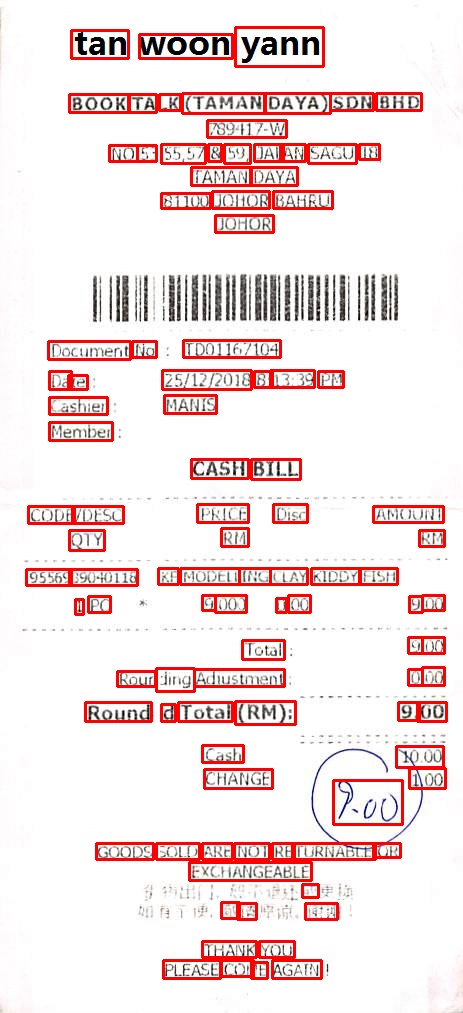 tan woon yann
BOOK TA.K (TAMAN DAYA) SDN BHD
789417-W
NO 53 55,57 & 59, JALAN SAGU 18
TAMAN DAYA
81100 JOHOR BAHRU
JOHOR
Document No : TD01167104
Date : 25/12/2018 8:13:39 PM
Cashier : MANIS
Member :
CASH BILL
CODE/DESC PRICE Disc AMOUNT
QTY RM RM
9556939040118 KF MODELLING CLAY KIDDY FISH
1 PC * 9.000 0.00 9.00
Total : 9.00
Rounding Adjustment : 0.00
Round d Total (RM): 9.00
Cash 10.00
CHANGE 1.00
9.00
GOODS SOLD ARE NOT RETURNABLE OR
EXCHANGEABLE
THANK YOU
PLEASE COME AGAIN !